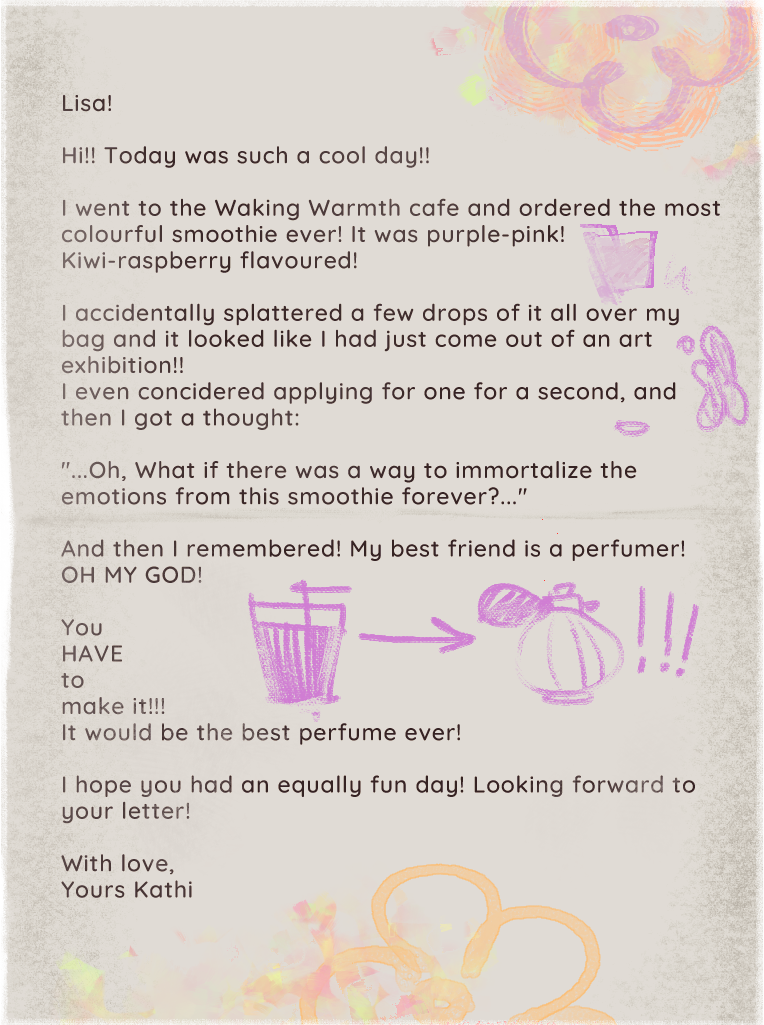 Lisa!
Hi!! Today was such a cool day!!
I went to the Waking Warmth cafe and ordered the most
colourful smoothie ever! It was purple-pink!
Kiwi-raspberry flavoured!
I accidentally splattered a few drops of it all over my
bag and it looked like I had just come out of an art
exhibition!!
I even concidered applying for one for a second, and
then I got a thought:
"...Oh, What if there was a way to immortalize the
emotions from this smoothie forever?..."
And then I remembered! My best friend is a perfumer!
OH MY GOD!
!!!
You
HAVE
to
make it!!!
It would be the best perfume ever!
I hope you had an equally fun day! Looking forward to
your letter!
With love,
Yours Kathi